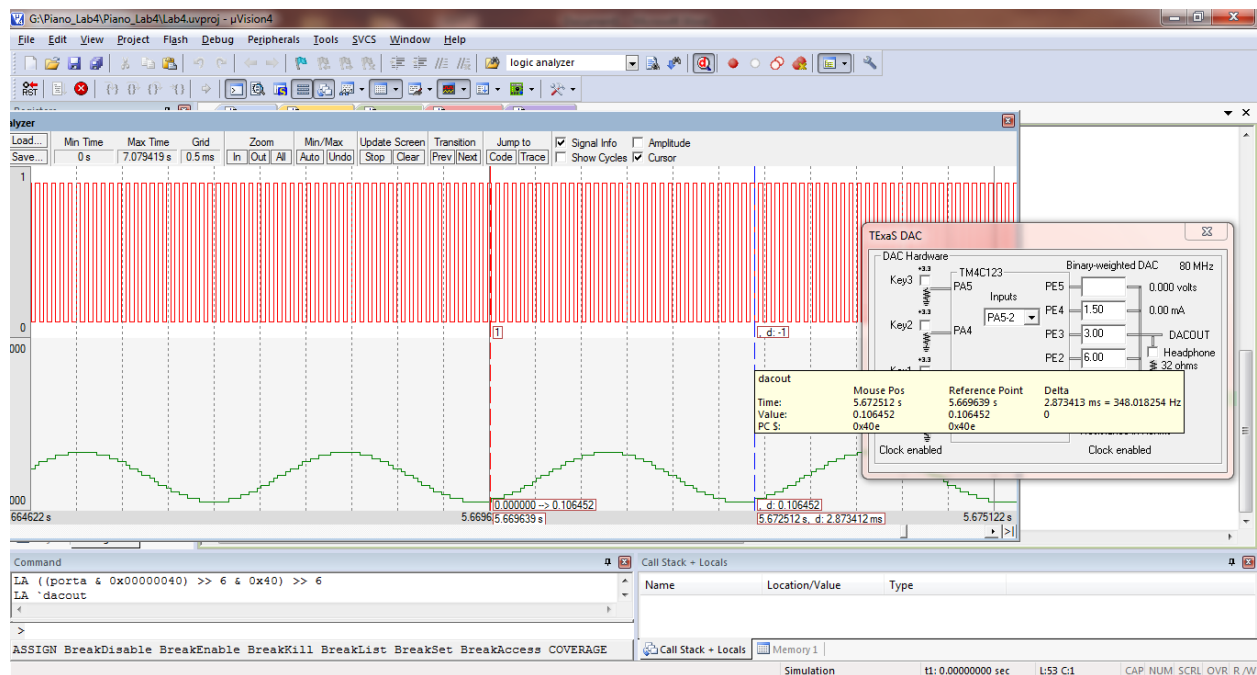 G:\Piano_Lab4\Piano_Lab4\Lab4.uvproj - µVision4
File Edit View Project Flash Debug Peripherals Tools SVCS Window Help
logic analyzer
RST
alyzer
Load... Min Time Max Time Grid Zoom Min/Max Update Screen Transition Jump to Signal Info Amplitude
Save... 0 s 7.079419 s 0.5 ms In Out All Auto Undo Stop Clear Prev Next Code Trace Show Cycles Cursor
1
0
1
, d: -1
000
000
0.000000 --> 0.106452
, d: 0.106452
664622 s 5.6696 5.669639 s 5.672512 s, d: 2.873412 ms 5.675122 s
TExaS DAC
DAC Hardware
+3.3
TM4C123
Binary-weighted DAC 80 MHz
Key3 PA5 PE5 0.000 volts
Inputs
+3.3
PA5-2 PE4 1.50 0.00 mA
Key2 PA4 PE3 3.00 DACOUT
+3.3
PE2 6.00 Headphone
32 ohms
Clock enabled Clock enabled
dacout
Mouse Pos Reference Point Delta
Time: 5.672512 s 5.669639 s 2.873413 ms = 348.018254 Hz
Value: 0.106452 0.106452 0
PC $: 0x40e 0x40e
Command
LA ((porta & 0x00000040) >> 6 & 0x40) >> 6
LA `dacout
>
ASSIGN BreakDisable BreakEnable BreakKill BreakList BreakSet BreakAccess COVERAGE
Call Stack + Locals
Name Location/Value Type
Call Stack + Locals Memory 1
Simulation t1: 0.00000000 sec L:53 C:1 CAP NUM SCRL OVR R/W